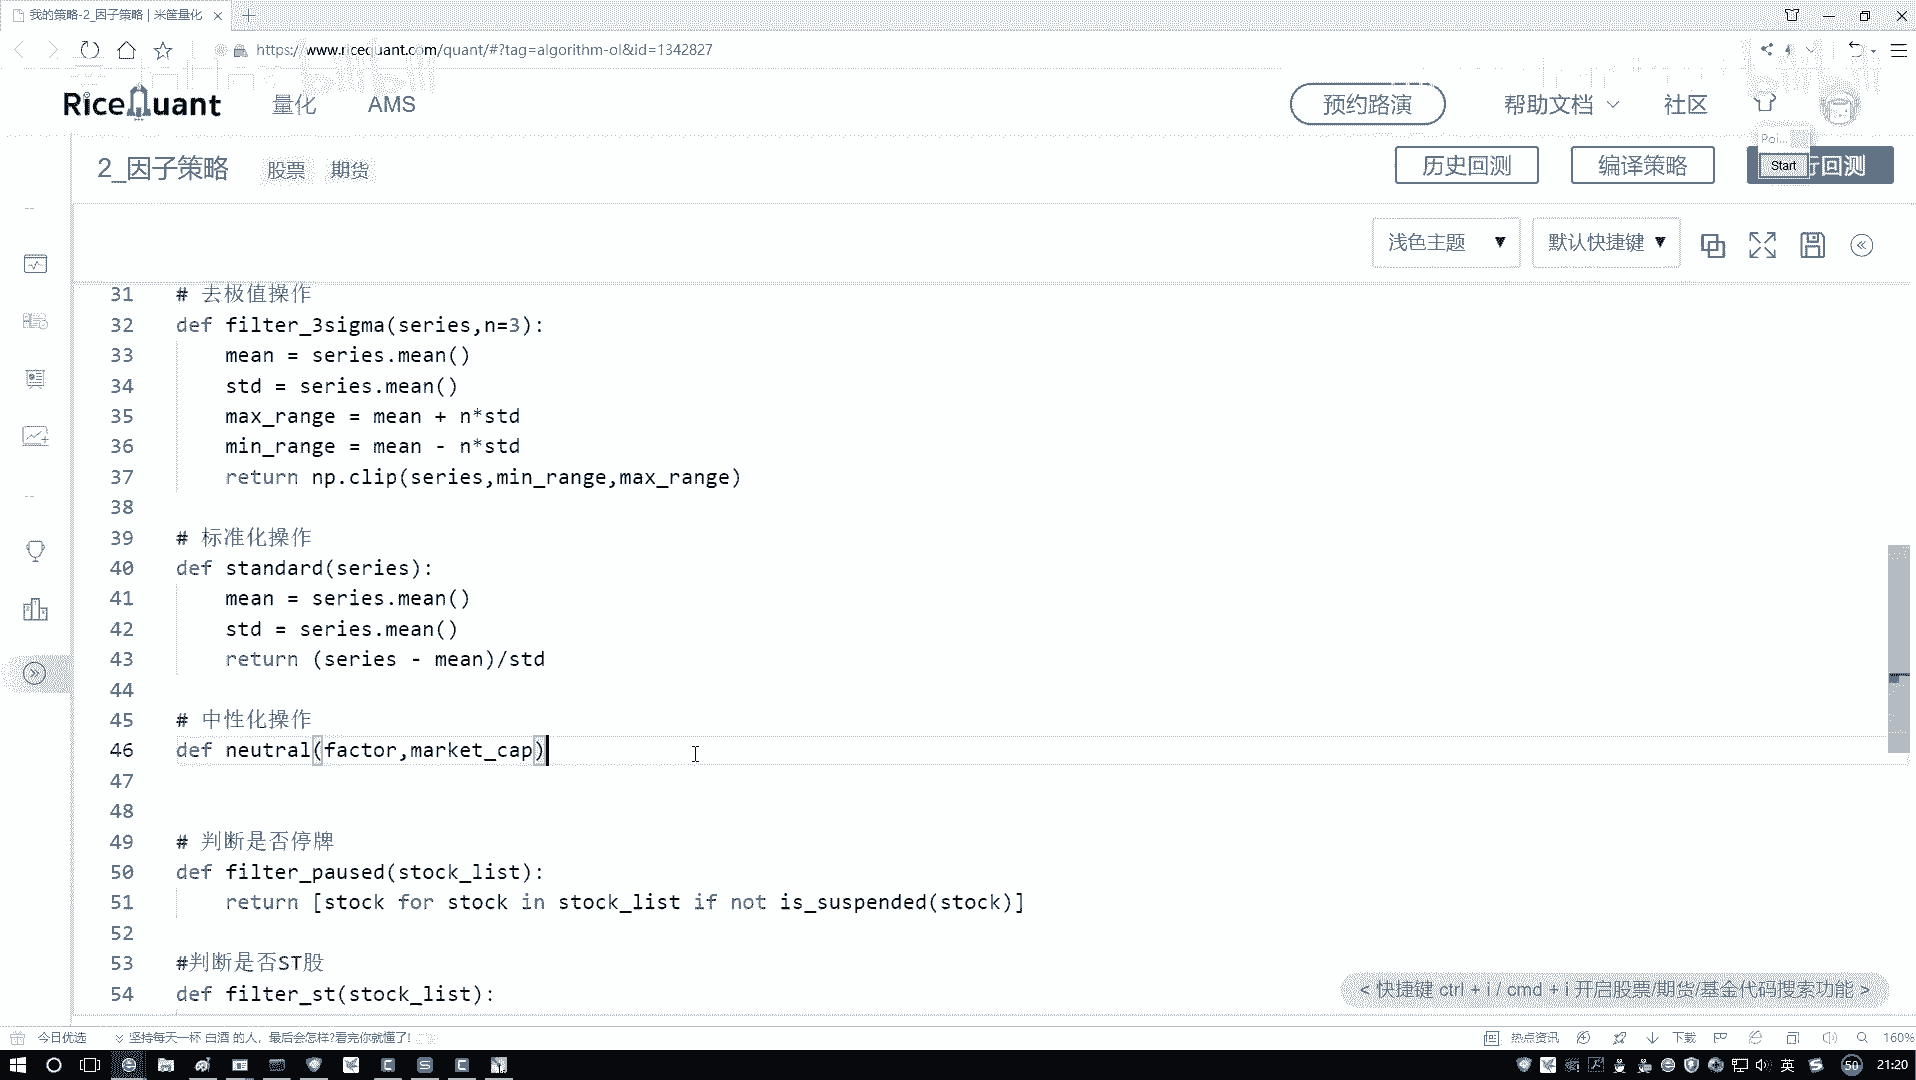 我的策略-2_因子策略 | 米筐量化
https://www.ricequant.com/quant/#?tag=algorithm-ol&id=1342827
RiceQuant 量化 AMS 预约路演 帮助文档 社区
Poi...
2_因子策略 股票 期货 历史回测 编译策略 Start 行回测
浅色主题 ▼ 默认快捷键 ▼
31 # 去极值操作
32 def filter_3sigma(series,n=3):
33     mean = series.mean()
34     std = series.mean()
35     max_range = mean + n*std
36     min_range = mean - n*std
37     return np.clip(series,min_range,max_range)
38
39 # 标准化操作
40 def standard(series):
41     mean = series.mean()
42     std = series.mean()
43     return (series - mean)/std
44
45 # 中性化操作
46 def neutral(factor,market_cap)
47
48
49 # 判断是否停牌
50 def filter_paused(stock_list):
51     return [stock for stock in stock_list if not is_suspended(stock)]
52
53 #判断是否ST股
54 def filter_st(stock_list):
< 快捷键 ctrl + i / cmd + i 开启股票/期货/基金代码搜索功能 >
今日优选 坚持每天一杯 白酒 的人，最后会怎样?看完你就懂了! 热点资讯 下载 160%
英 50 21:20